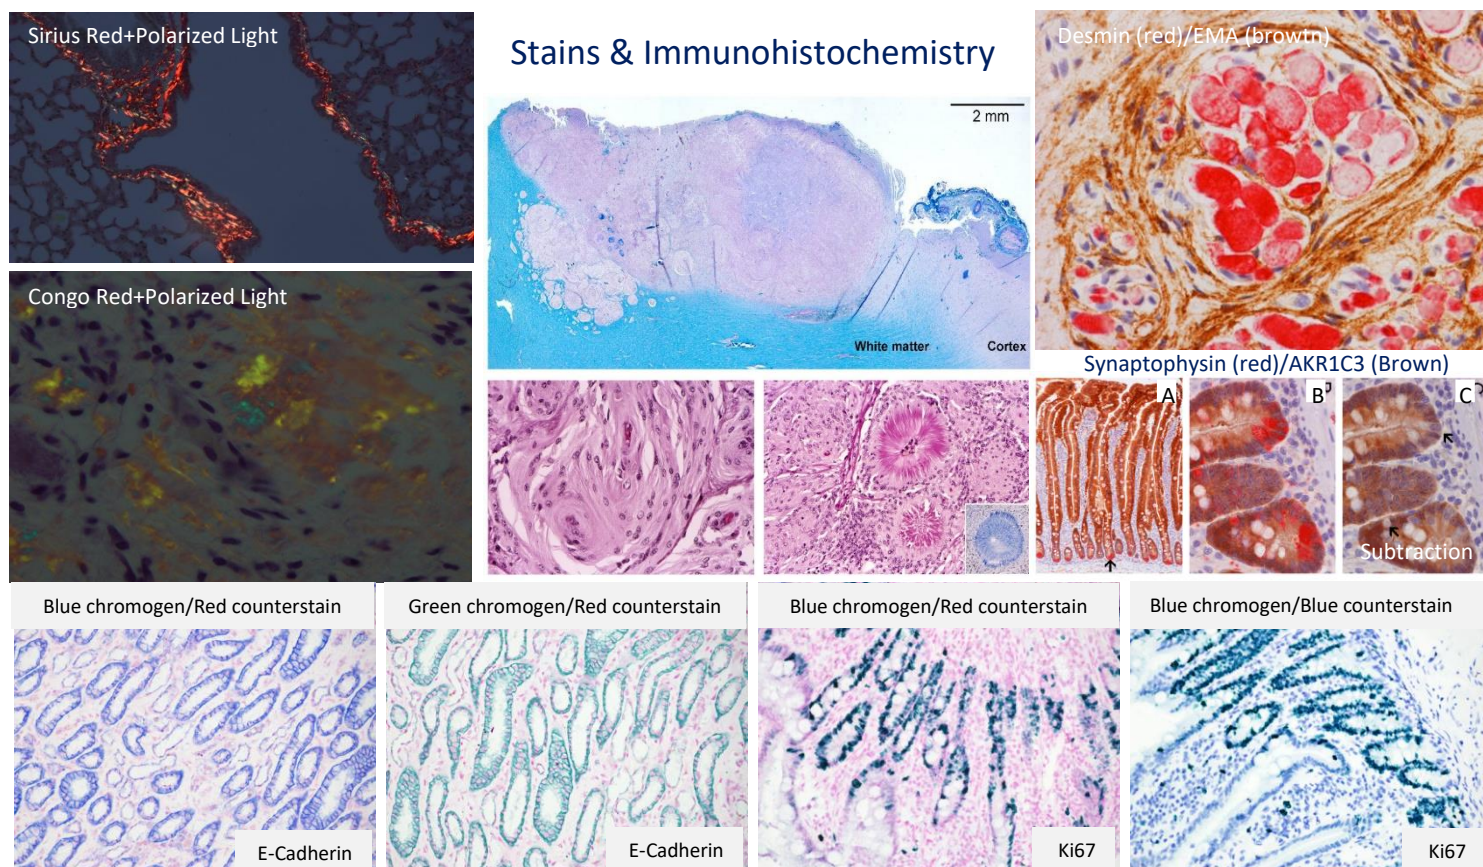 Sirius Red+Polarized Light
Stains & Immunohistochemistry
Desmin (red)/EMA (browtn)
2 mm
Congo Red+Polarized Light
White matter
Cortex
Synaptophysin (red)/AKR1C3 (Brown)
A
B
C
Subtraction
Blue chromogen/Red counterstain
Green chromogen/Red counterstain
Blue chromogen/Red counterstain
Blue chromogen/Blue counterstain
E-Cadherin
E-Cadherin
Ki67
Ki67